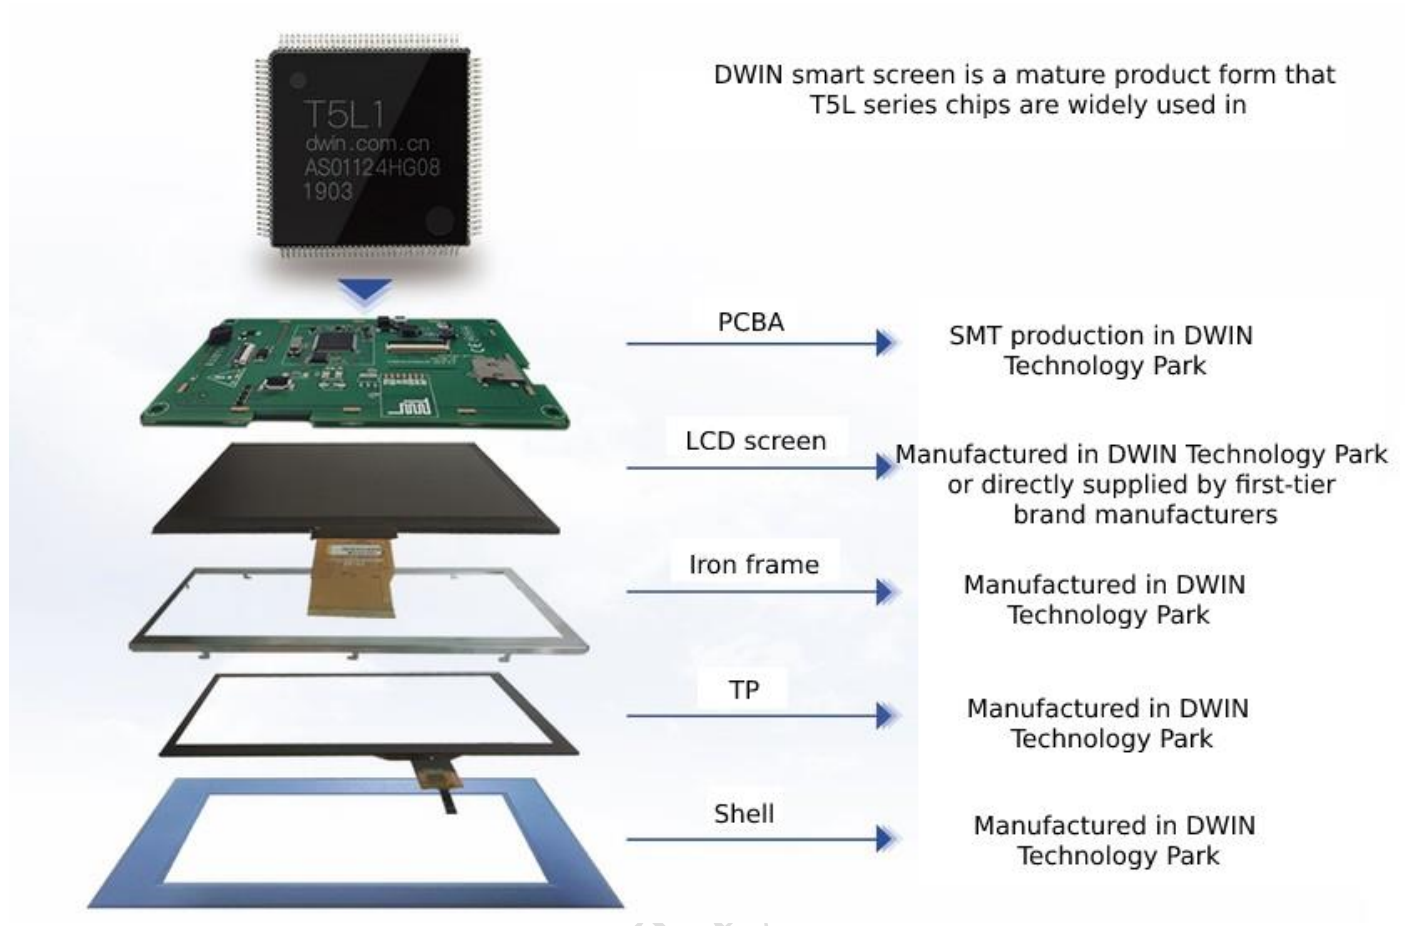 T5L1
dwin.com.cn
AS01124HG08
1903
DWIN smart screen is a mature product form that
T5L series chips are widely used in
PCBA
SMT production in DWIN
Technology Park
LCD screen
Manufactured in DWIN Technology Park
or directly supplied by first-tier
brand manufacturers
Iron frame
Manufactured in DWIN
Technology Park
TP
Manufactured in DWIN
Technology Park
Shell
Manufactured in DWIN
Technology Park